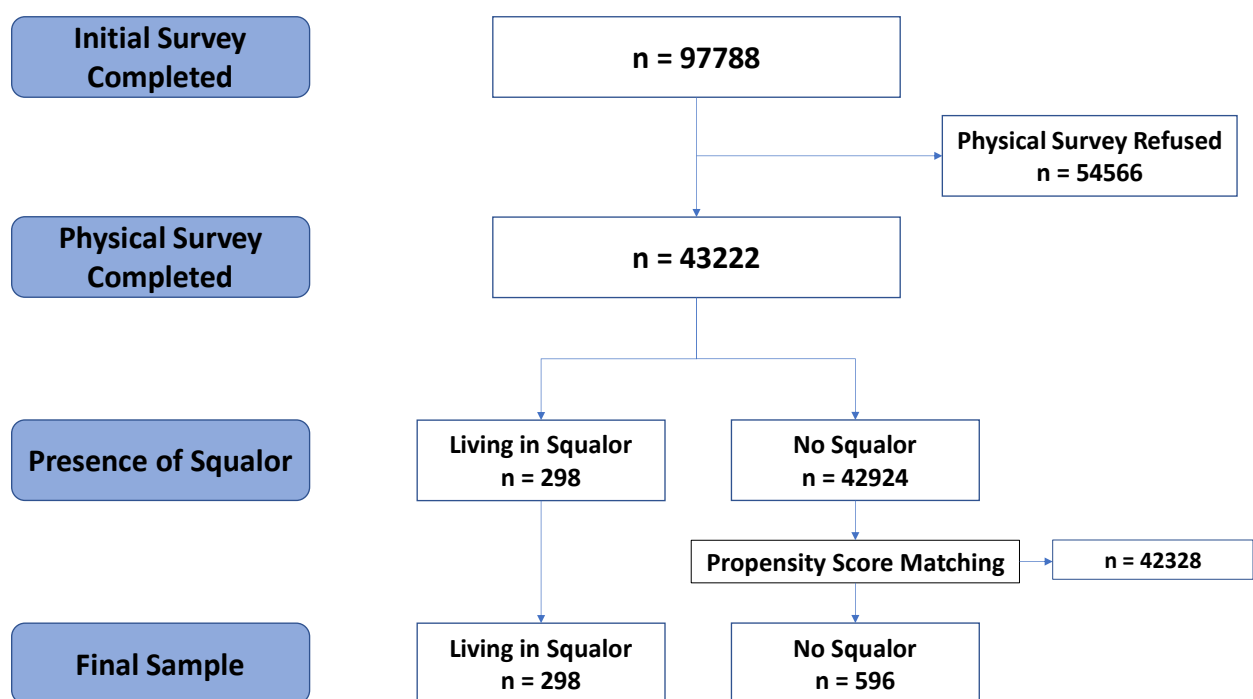 Initial Survey
Completed
n = 97788
Physical Survey Refused
n = 54566
Physical Survey
Completed
n = 43222
Presence of Squalor
Living in Squalor
n = 298
No Squalor
n = 42924
Propensity Score Matching
n = 42328
Final Sample
Living in Squalor
n = 298
No Squalor
n = 596